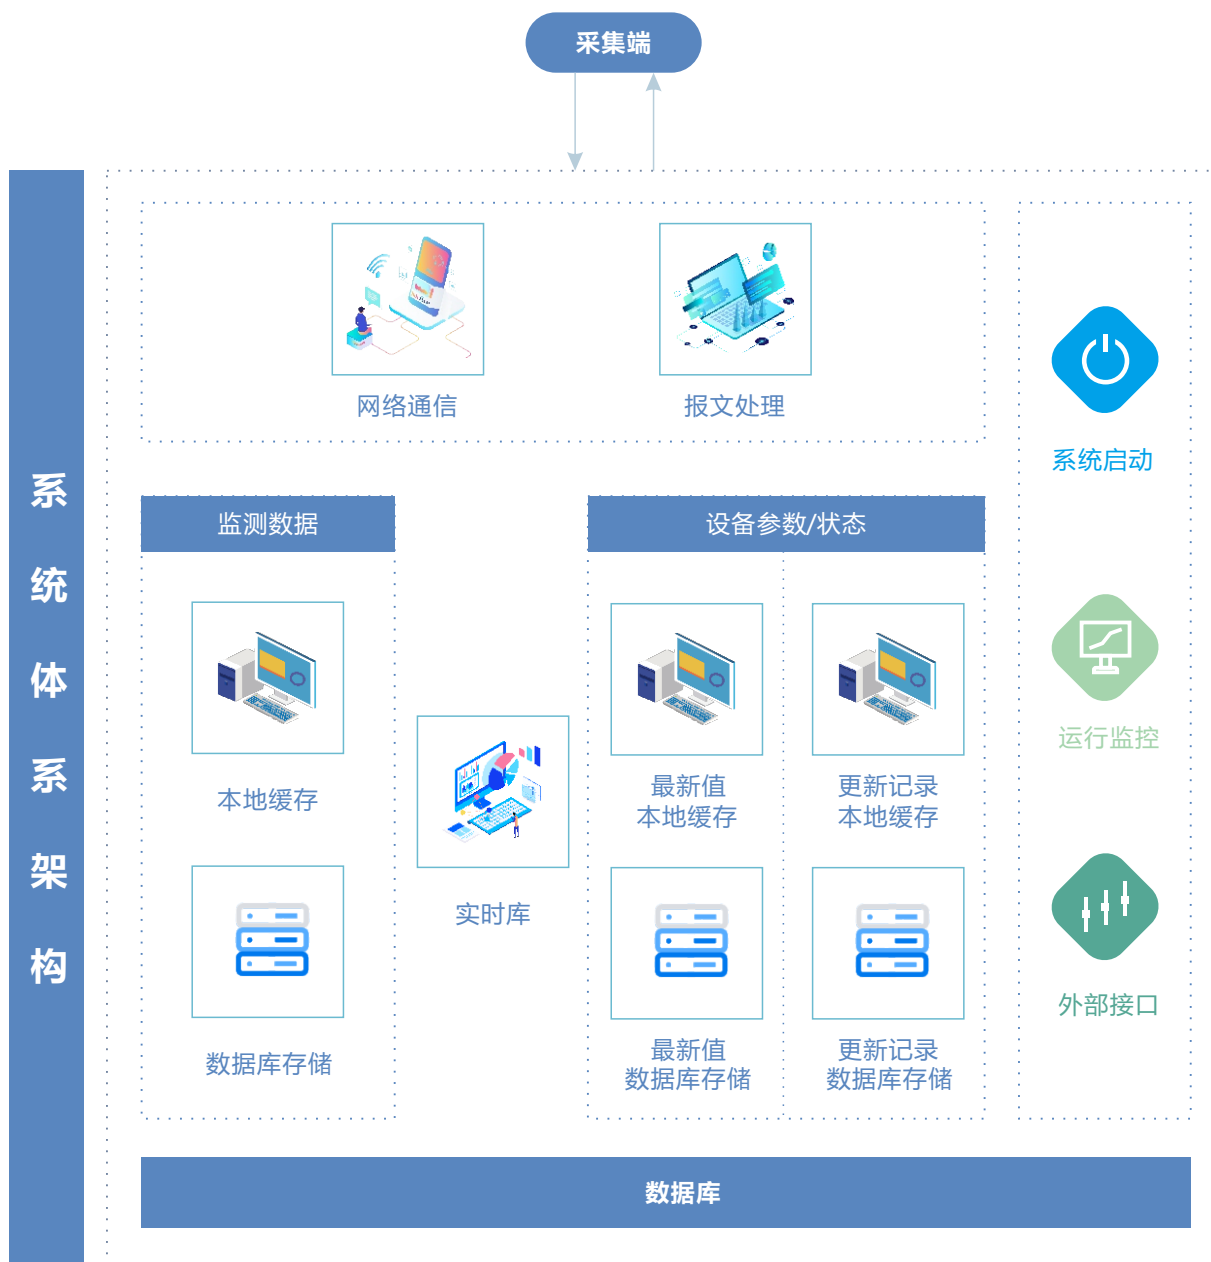 采集端
系统体系架构
网络通信
报文处理
系统启动
监测数据
设备参数/状态
本地缓存
最新值
本地缓存
更新记录
本地缓存
运行监控
实时库
数据库存储
最新值
数据库存储
更新记录
数据库存储
外部接口
数据库